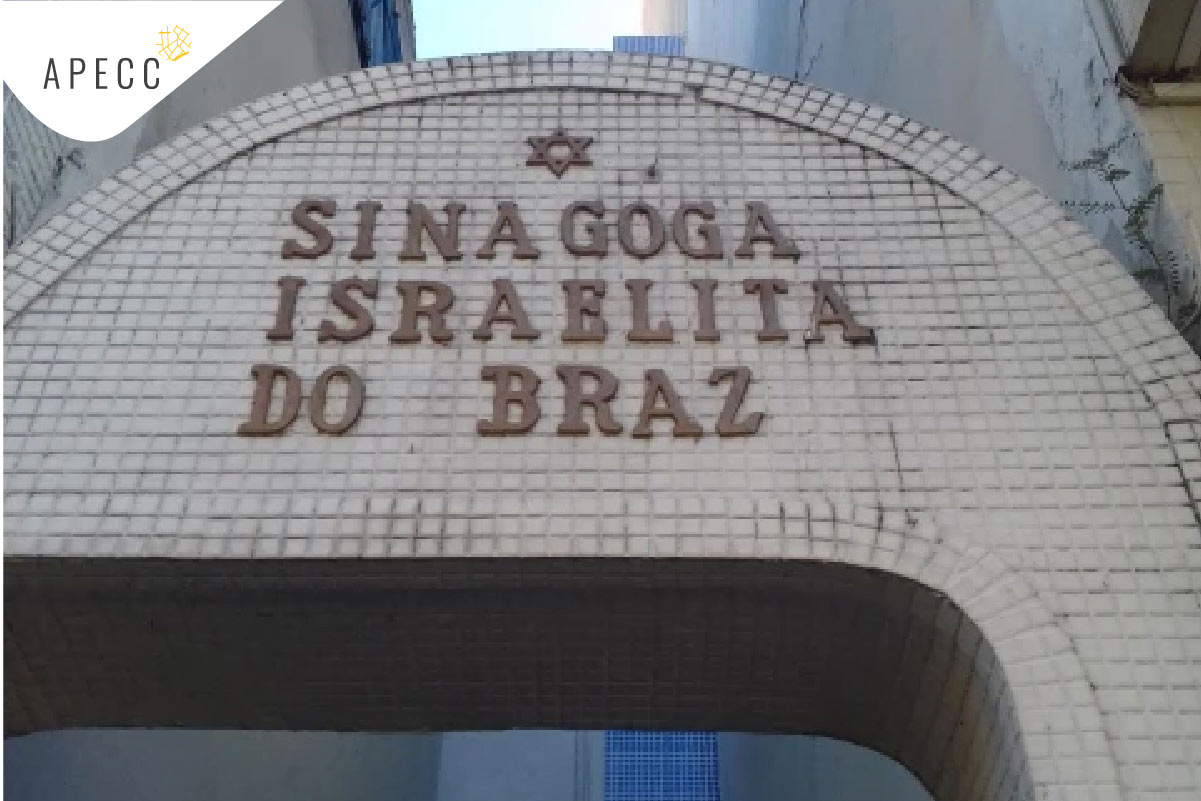 APECC
SINAGOGA
ISRAELITA
DO BRAZ